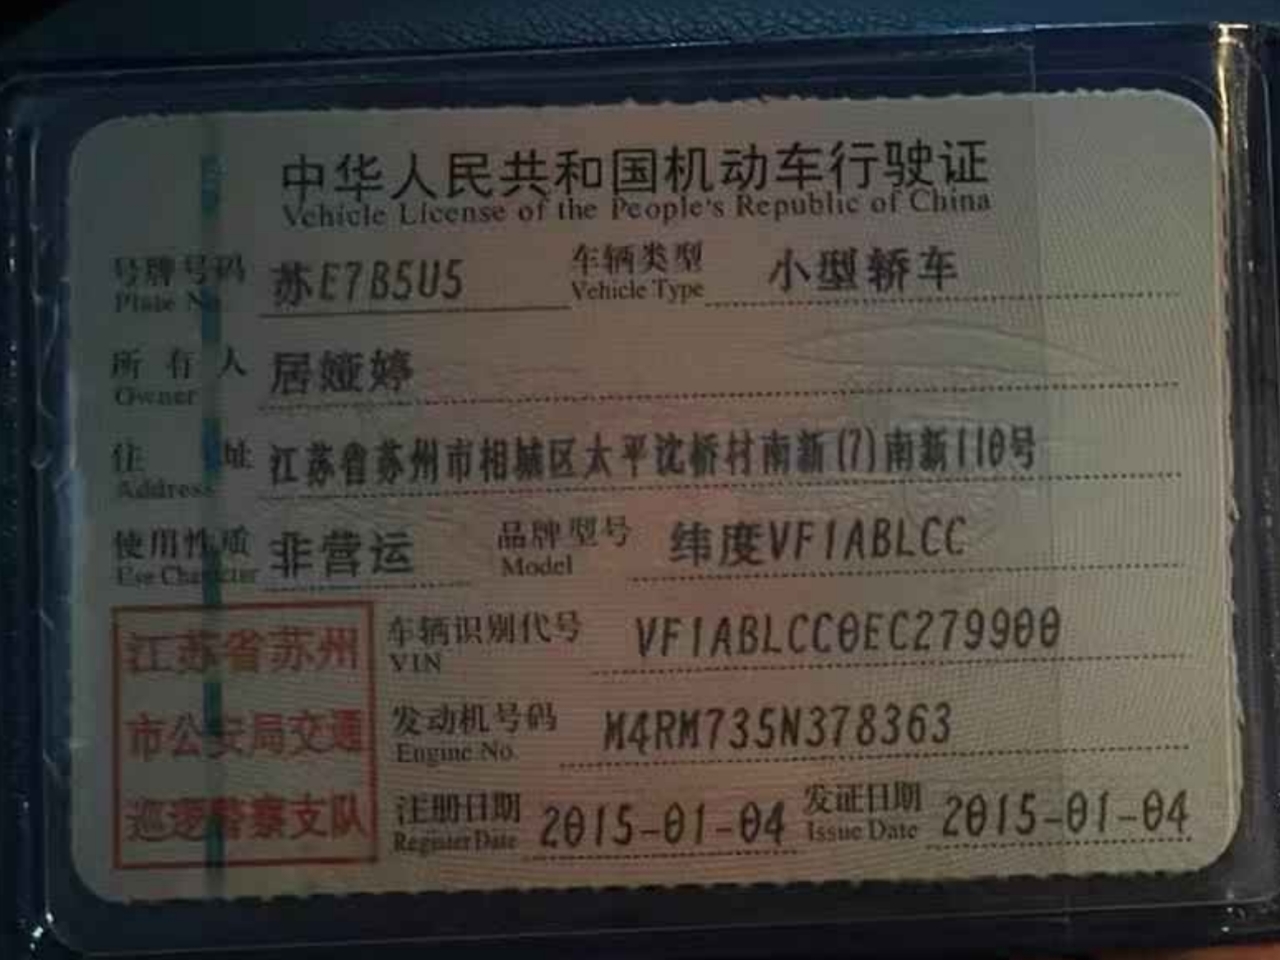 中华人民共和国机动车行驶证
Vehicle License of the People's Republic of China
号牌号码 苏E7B5U5 车辆类型 小型轿车
Plate No. Vehicle Type
所有人 居娅婷
Owner
住址 江苏省苏州市相城区太平沈桥村南新(7)南新110号
Address
使用性质 非营运 品牌型号 纬度VF1ABLCC
Use Character Model
江苏省苏州
市公安局交通
巡逻警察支队
车辆识别代号 VF1ABLCC0EC279900
VIN
发动机号码 M4RM735N378363
Engine No.
注册日期 2015-01-04 发证日期 2015-01-04
Register Date Issue Date